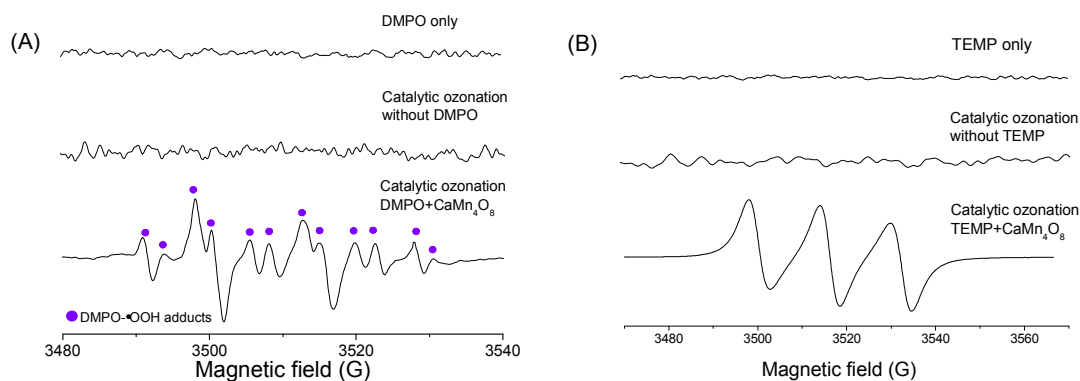 (A)
DMPO only
Catalytic ozonation
without DMPO
Catalytic ozonation
DMPO+CaMn₄O₈
DMPO-•OOH adducts
3480 3500 3520 3540
Magnetic field (G)
(B)
TEMP only
Catalytic ozonation
without TEMP
Catalytic ozonation
TEMP+CaMn₄O₈
3480 3500 3520 3540 3560
Magnetic field (G)